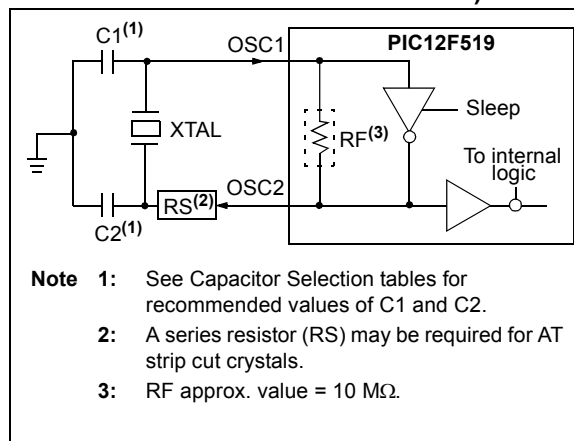 C1(1)
OSC1
PIC12F519
Sleep
XTAL
RF(3)
To internal
logic
OSC2
RS(2)
C2(1)
Note 1: See Capacitor Selection tables for
recommended values of C1 and C2.
2: A series resistor (RS) may be required for AT
strip cut crystals.
3: RF approx. value = 10 MΩ.